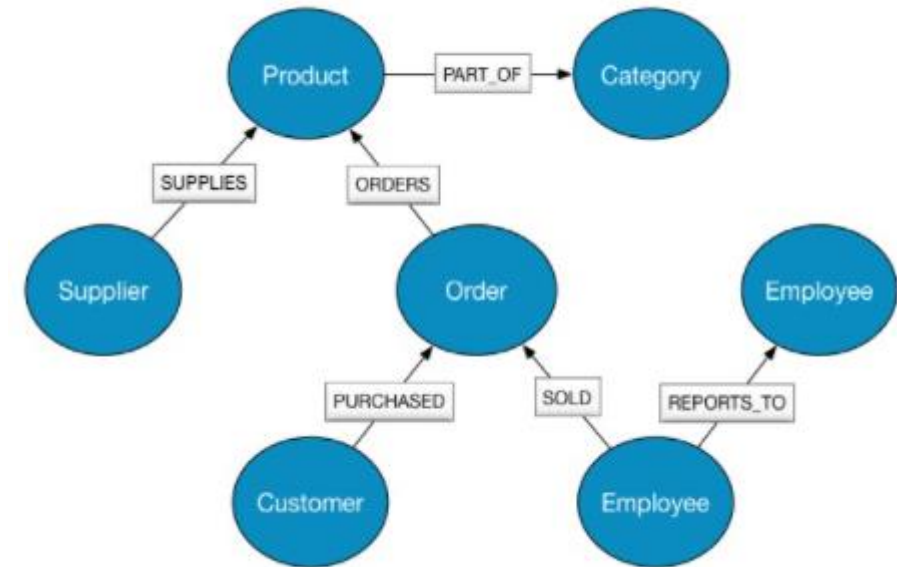 Product
PART_OF
Category
SUPPLIES
ORDERS
Supplier
Order
Employee
PURCHASED
SOLD
REPORTS_TO
Customer
Employee